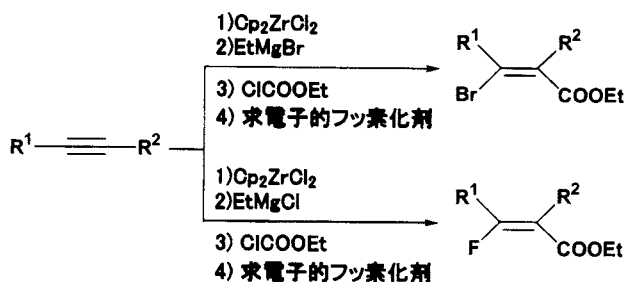 1)Cp₂ZrCl₂
2)EtMgBr
3) ClCOOEt
4) 求電子的フッ素化剤
R¹
R²
Br
COOEt
R¹
R²
1)Cp₂ZrCl₂
2)EtMgCl
3) ClCOOEt
4) 求電子的フッ素化剤
R¹
R²
F
COOEt